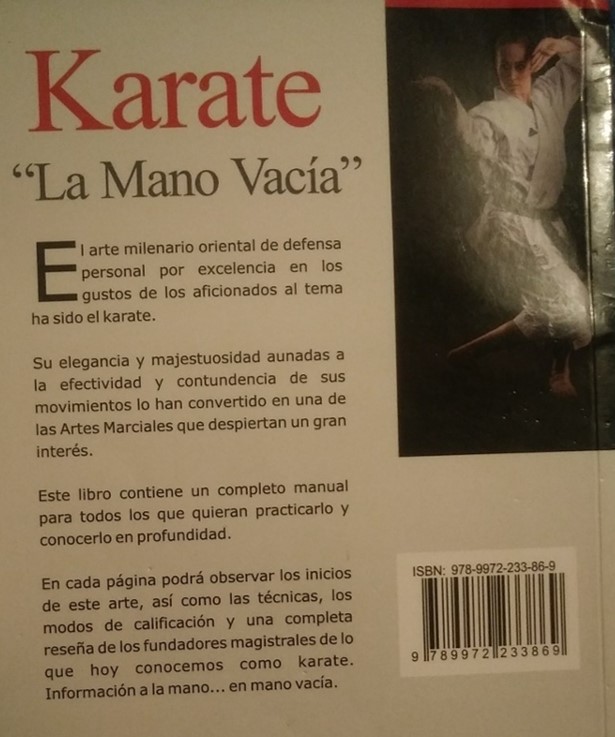 Karate
“La Mano Vacía”
El arte milenario oriental de defensa
personal por excelencia en los
gustos de los aficionados al tema
ha sido el karate.
Su elegancia y majestuosidad aunadas a
la efectividad y contundencia de sus
movimientos lo han convertido en una de
las Artes Marciales que despiertan un gran
interés.
Este libro contiene un completo manual
para todos los que quieran practicarlo y
conocerlo en profundidad.
En cada página podrá observar los inicios
de este arte, así como las técnicas, los
modos de calificación y una completa
reseña de los fundadores magistrales de lo
que hoy conocemos como karate.
Información a la mano... en mano vacía.
ISBN: 978-9972-233-86-9
9 789972 233869